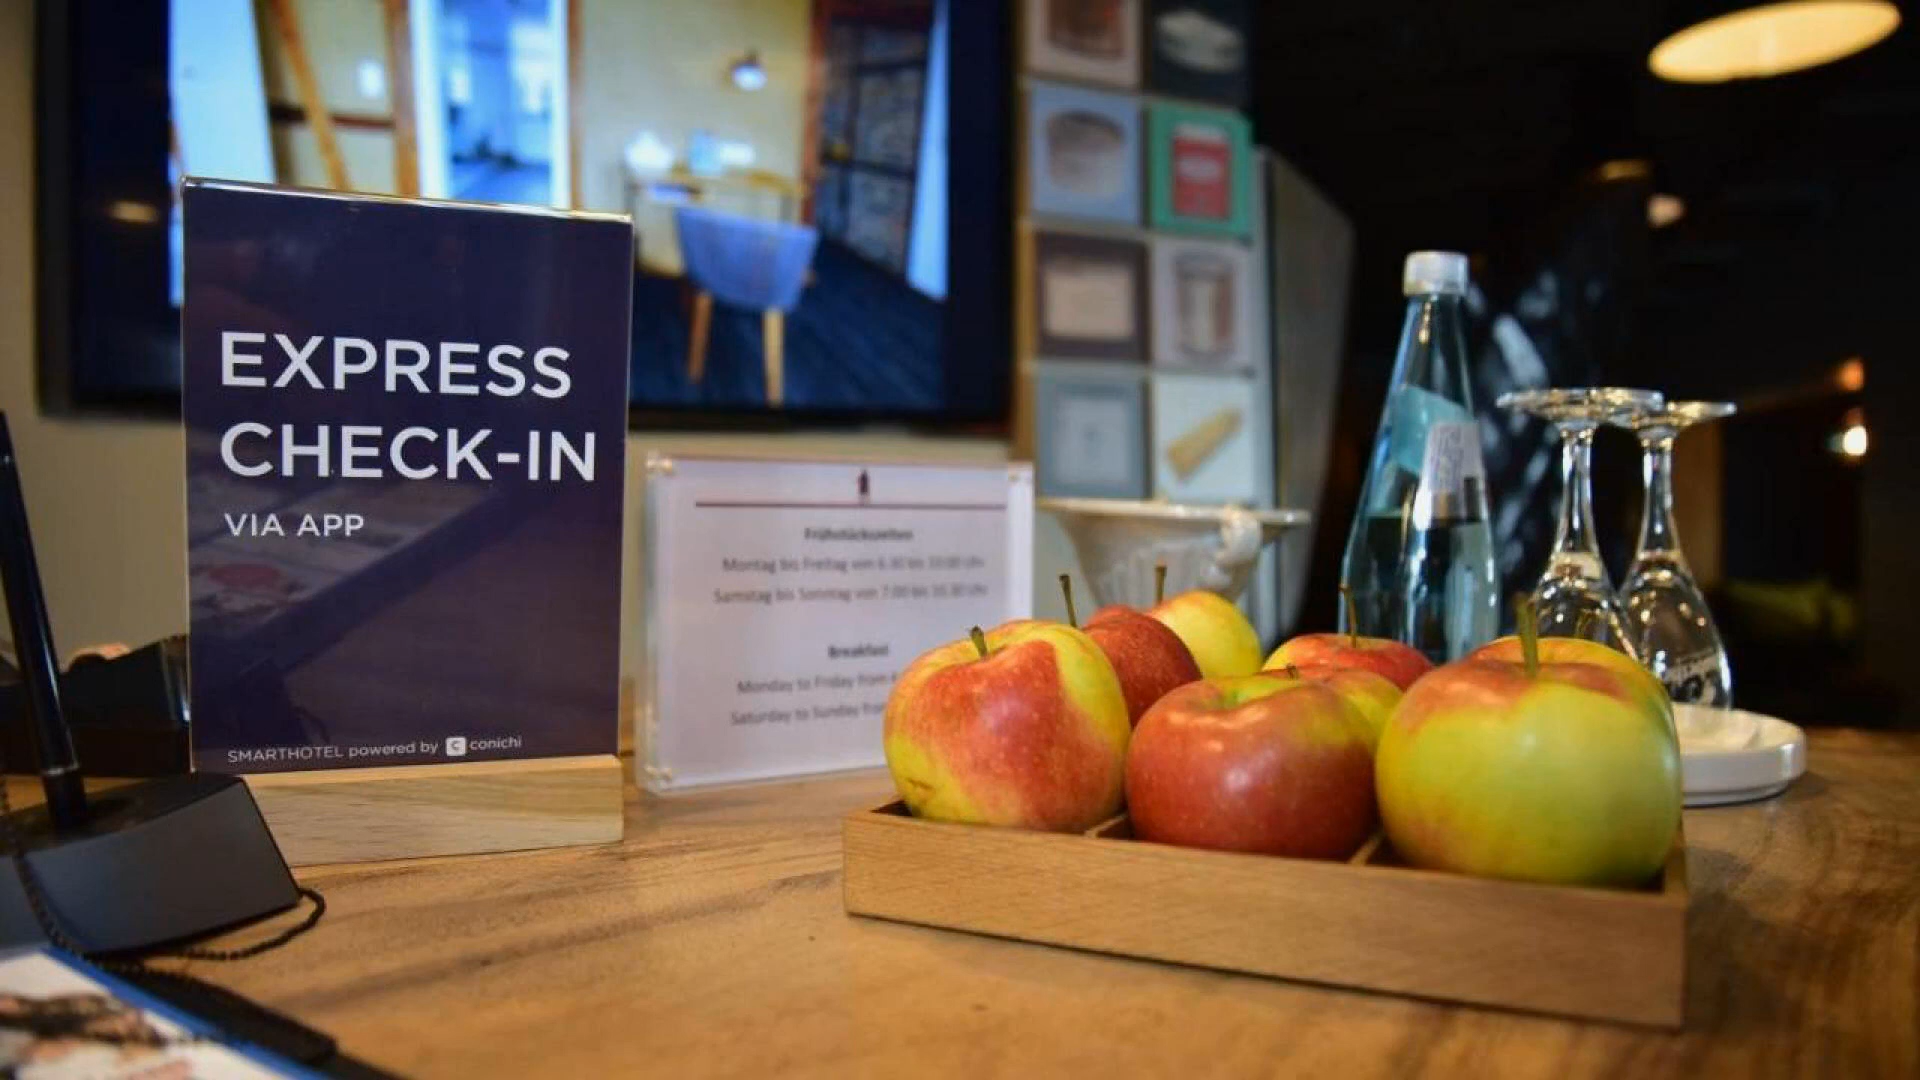 EXPRESS
CHECK-IN
VIA APP
SMARTHOTEL powered by conichi
Frühstückszeiten
Montag bis Freitag von 6.30 bis 10.00 Uhr
Samstag bis Sonntag von 7.00 bis 10.30 Uhr
Breakfast
Monday to Friday from
Saturday to Sunday from